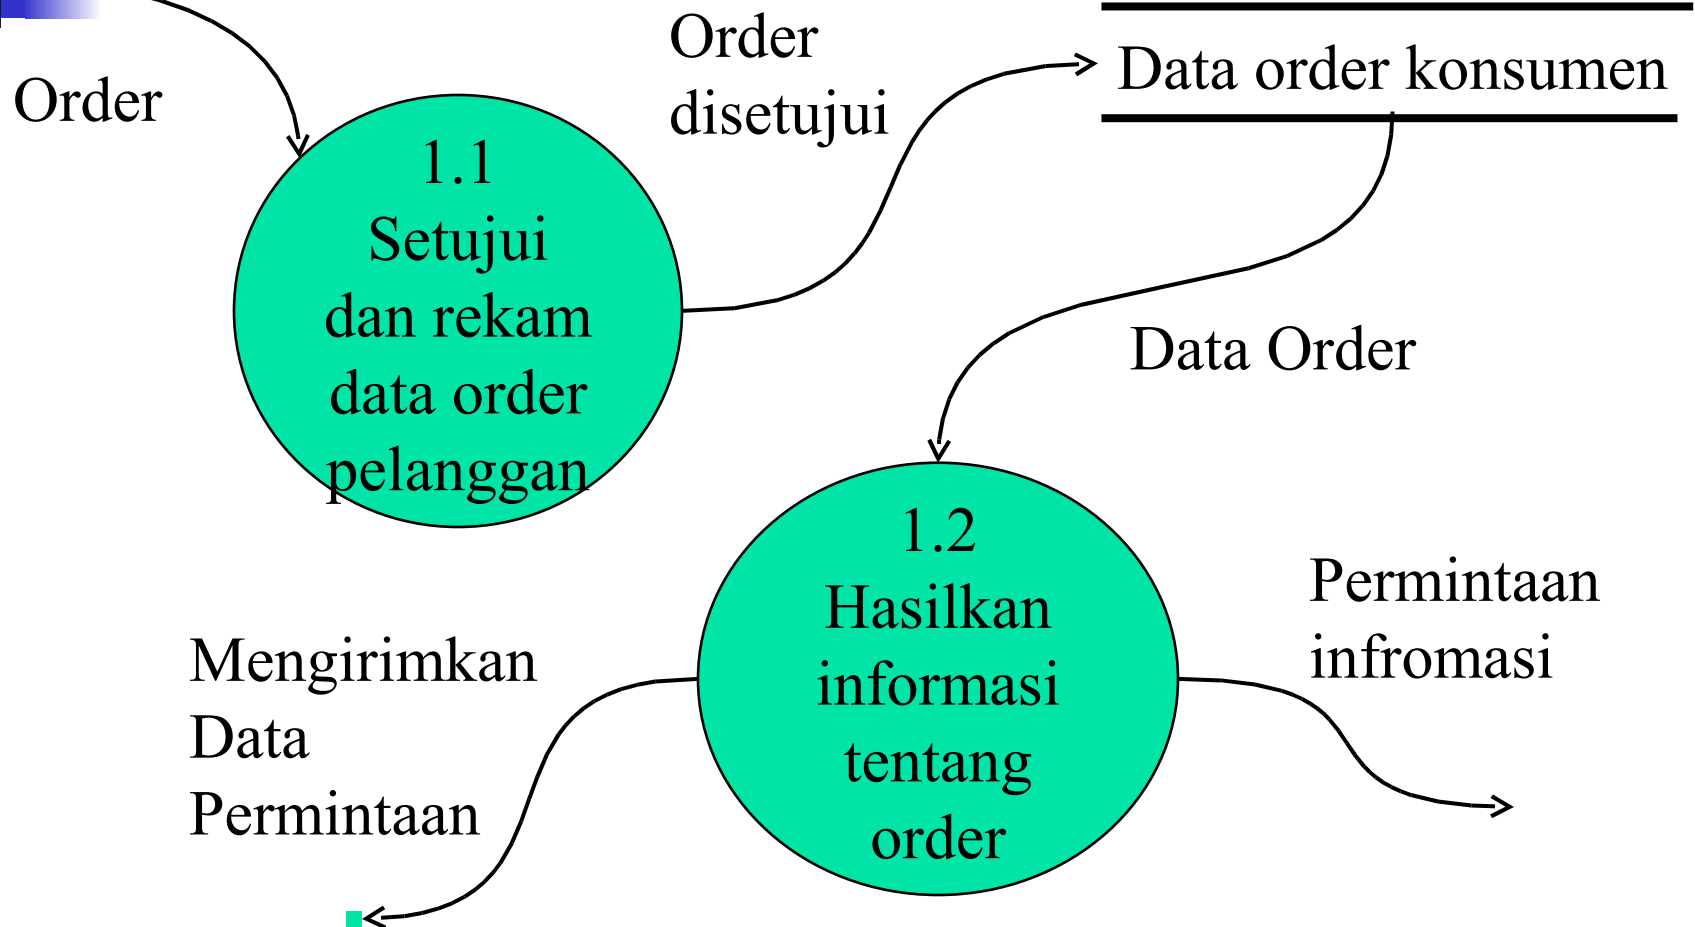 Order
Order
disetujui
Data order konsumen
1.1
Setujui
dan rekam
data order
pelanggan
Data Order
1.2
Hasilkan
informasi
tentang
order
Permintaan
infromasi
Mengirimkan
Data
Permintaan